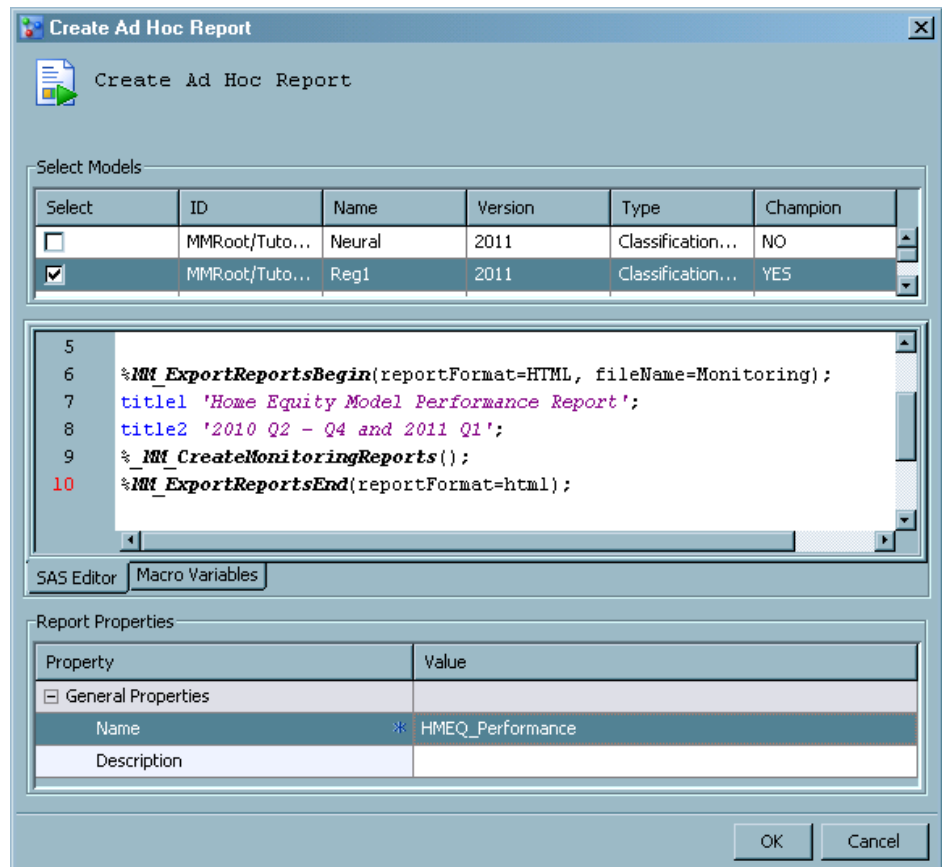 Create Ad Hoc Report
Create Ad Hoc Report
Select Models
Select ID Name Version Type Champion
MMRoot/Tuto... Neural 2011 Classification... NO
MMRoot/Tuto... Reg1 2011 Classification... YES
5
6 %MM_ExportReportsBegin(reportFormat=HTML, fileName=Monitoring);
7 title1 'Home Equity Model Performance Report';
8 title2 '2010 Q2 - Q4 and 2011 Q1';
9 %_MM_CreateMonitoringReports();
10 %MM_ExportReportsEnd(reportFormat=html);
SAS Editor Macro Variables
Report Properties
Property Value
General Properties
Name * HMEQ_Performance
Description
OK Cancel